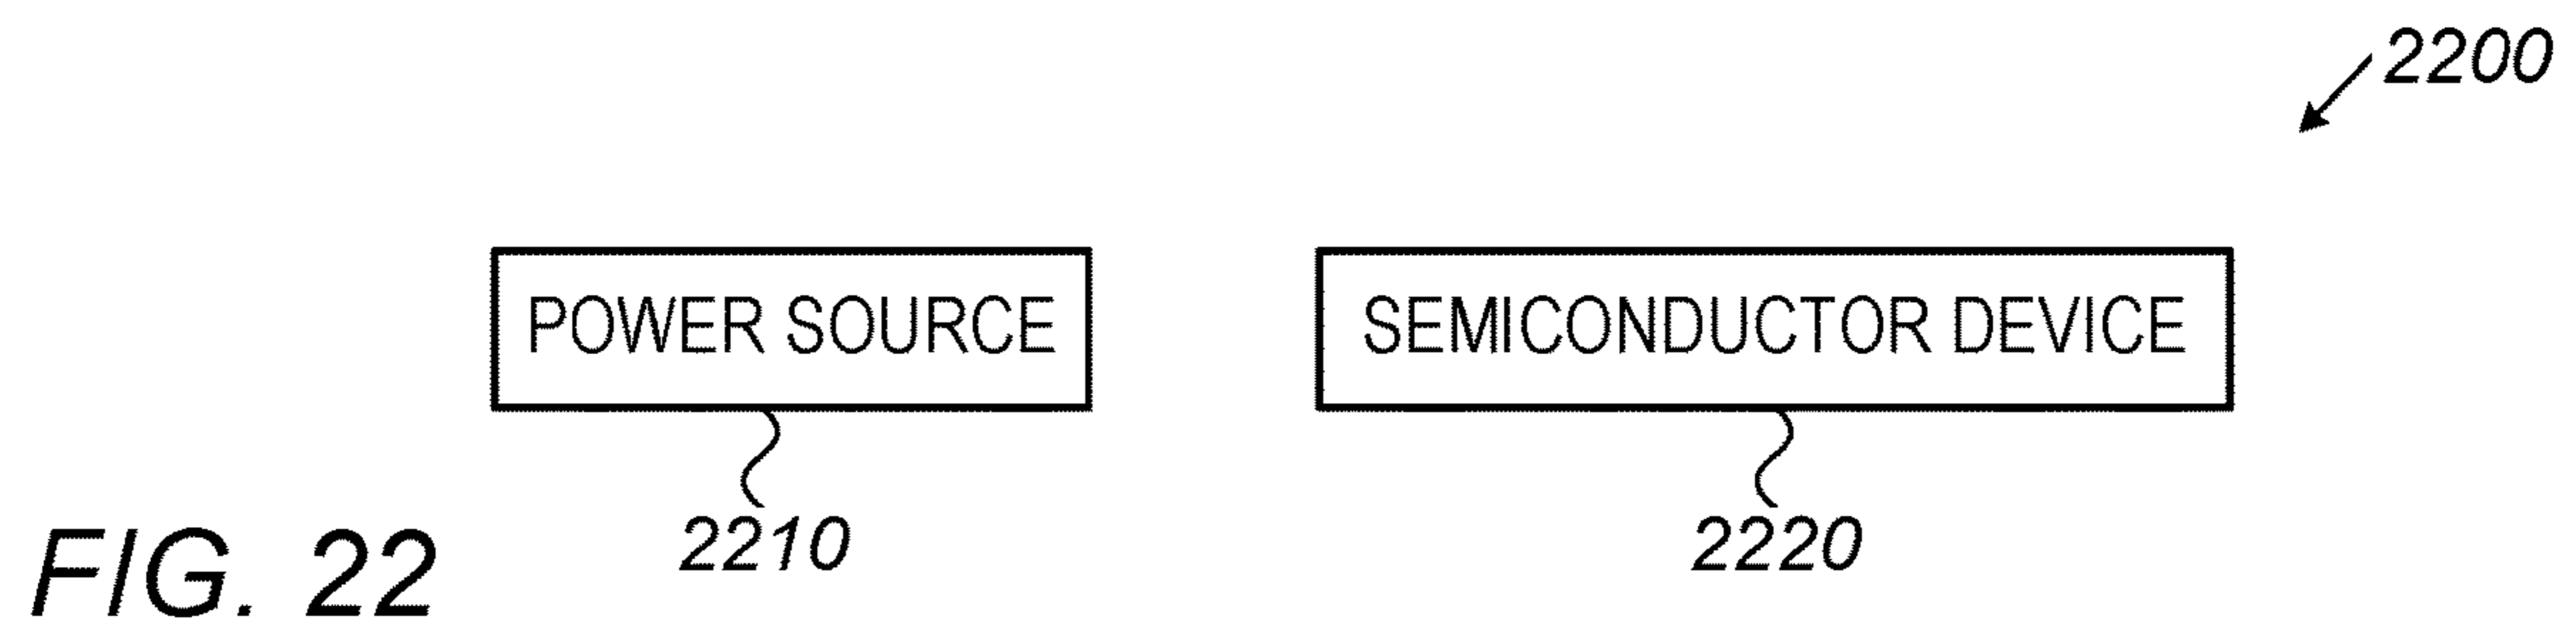 2200
POWER SOURCE
SEMICONDUCTOR DEVICE
2210
2220
FIG. 22